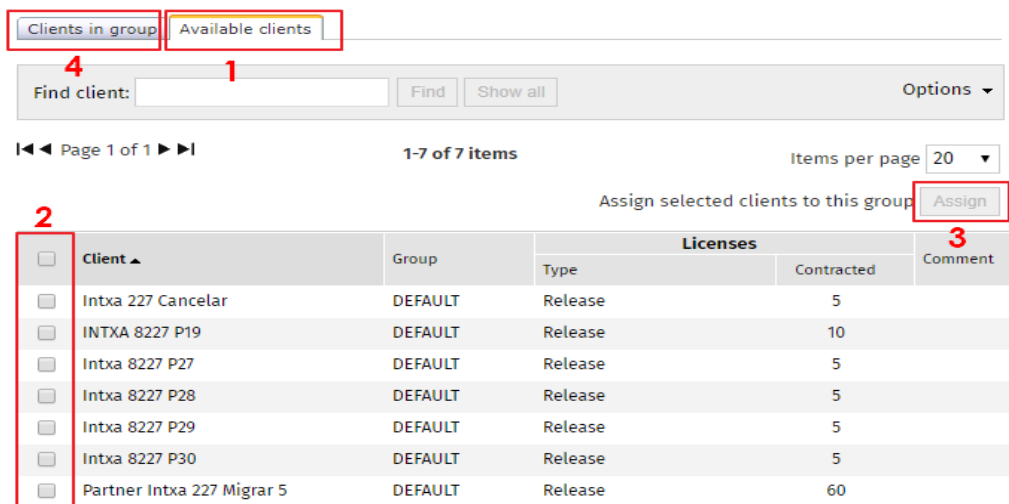 Clients in group Available clients
4 1
Find client: Find Show all Options
Page 1 of 1 1-7 of 7 items Items per page 20
Assign selected clients to this group Assign
2 3
Client Group Licenses Comment
Type Contracted
Intxa 227 Cancelar DEFAULT Release 5
INTXA 8227 P19 DEFAULT Release 10
Intxa 8227 P27 DEFAULT Release 5
Intxa 8227 P28 DEFAULT Release 5
Intxa 8227 P29 DEFAULT Release 5
Intxa 8227 P30 DEFAULT Release 5
Partner Intxa 227 Migrar 5 DEFAULT Release 60